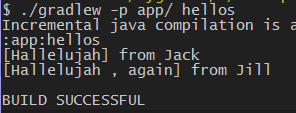 $ ./gradlew -p app/ hellos
Incremental java compilation is a
:app:hellos
[Hallelujah] from Jack
[Hallelujah , again] from Jill
BUILD SUCCESSFUL